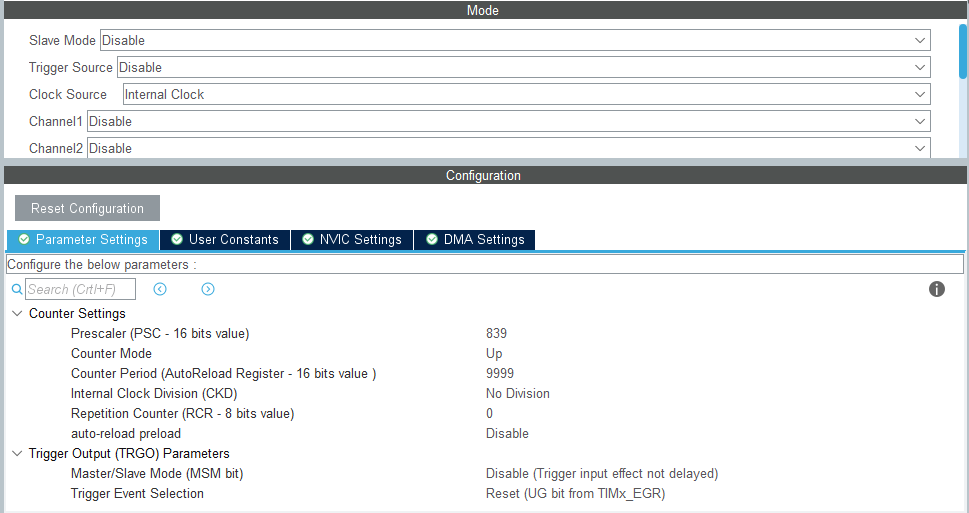 Mode
Slave Mode Disable
Trigger Source Disable
Clock Source Internal Clock
Channel1 Disable
Channel2 Disable
Configuration
Reset Configuration
Parameter Settings User Constants NVIC Settings DMA Settings
Configure the below parameters :
Search (CrtI+F)
Counter Settings
Prescaler (PSC - 16 bits value) 839
Counter Mode Up
Counter Period (AutoReload Register - 16 bits value ) 9999
Internal Clock Division (CKD) No Division
Repetition Counter (RCR - 8 bits value) 0
auto-reload preload Disable
Trigger Output (TRGO) Parameters
Master/Slave Mode (MSM bit) Disable (Trigger input effect not delayed)
Trigger Event Selection Reset (UG bit from TIMx_EGR)